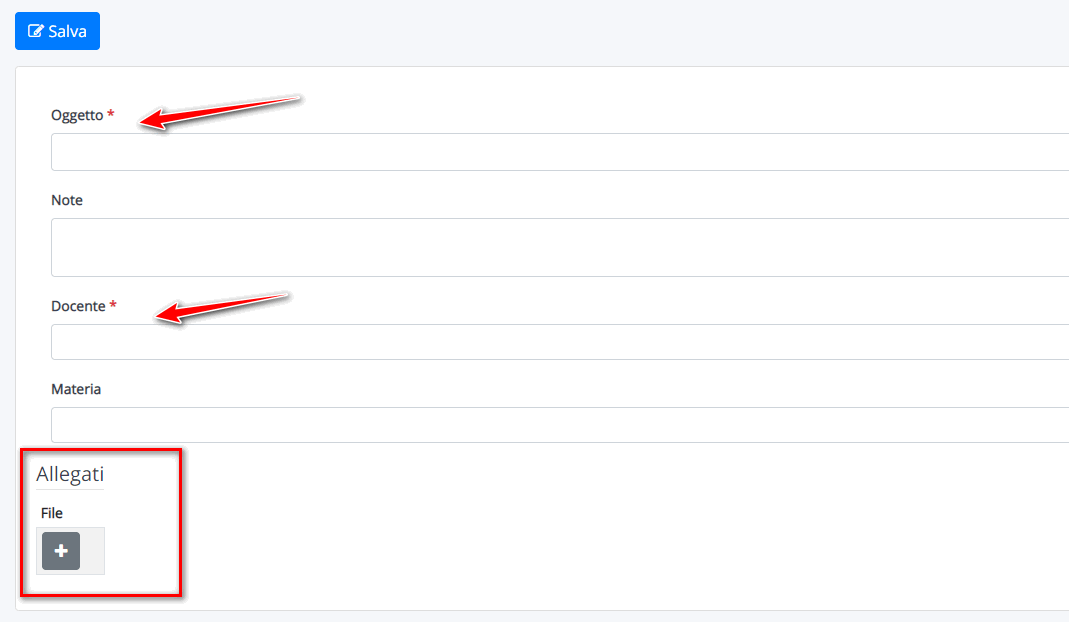 Salva
Oggetto *
Note
Docente *
Materia
Allegati
File